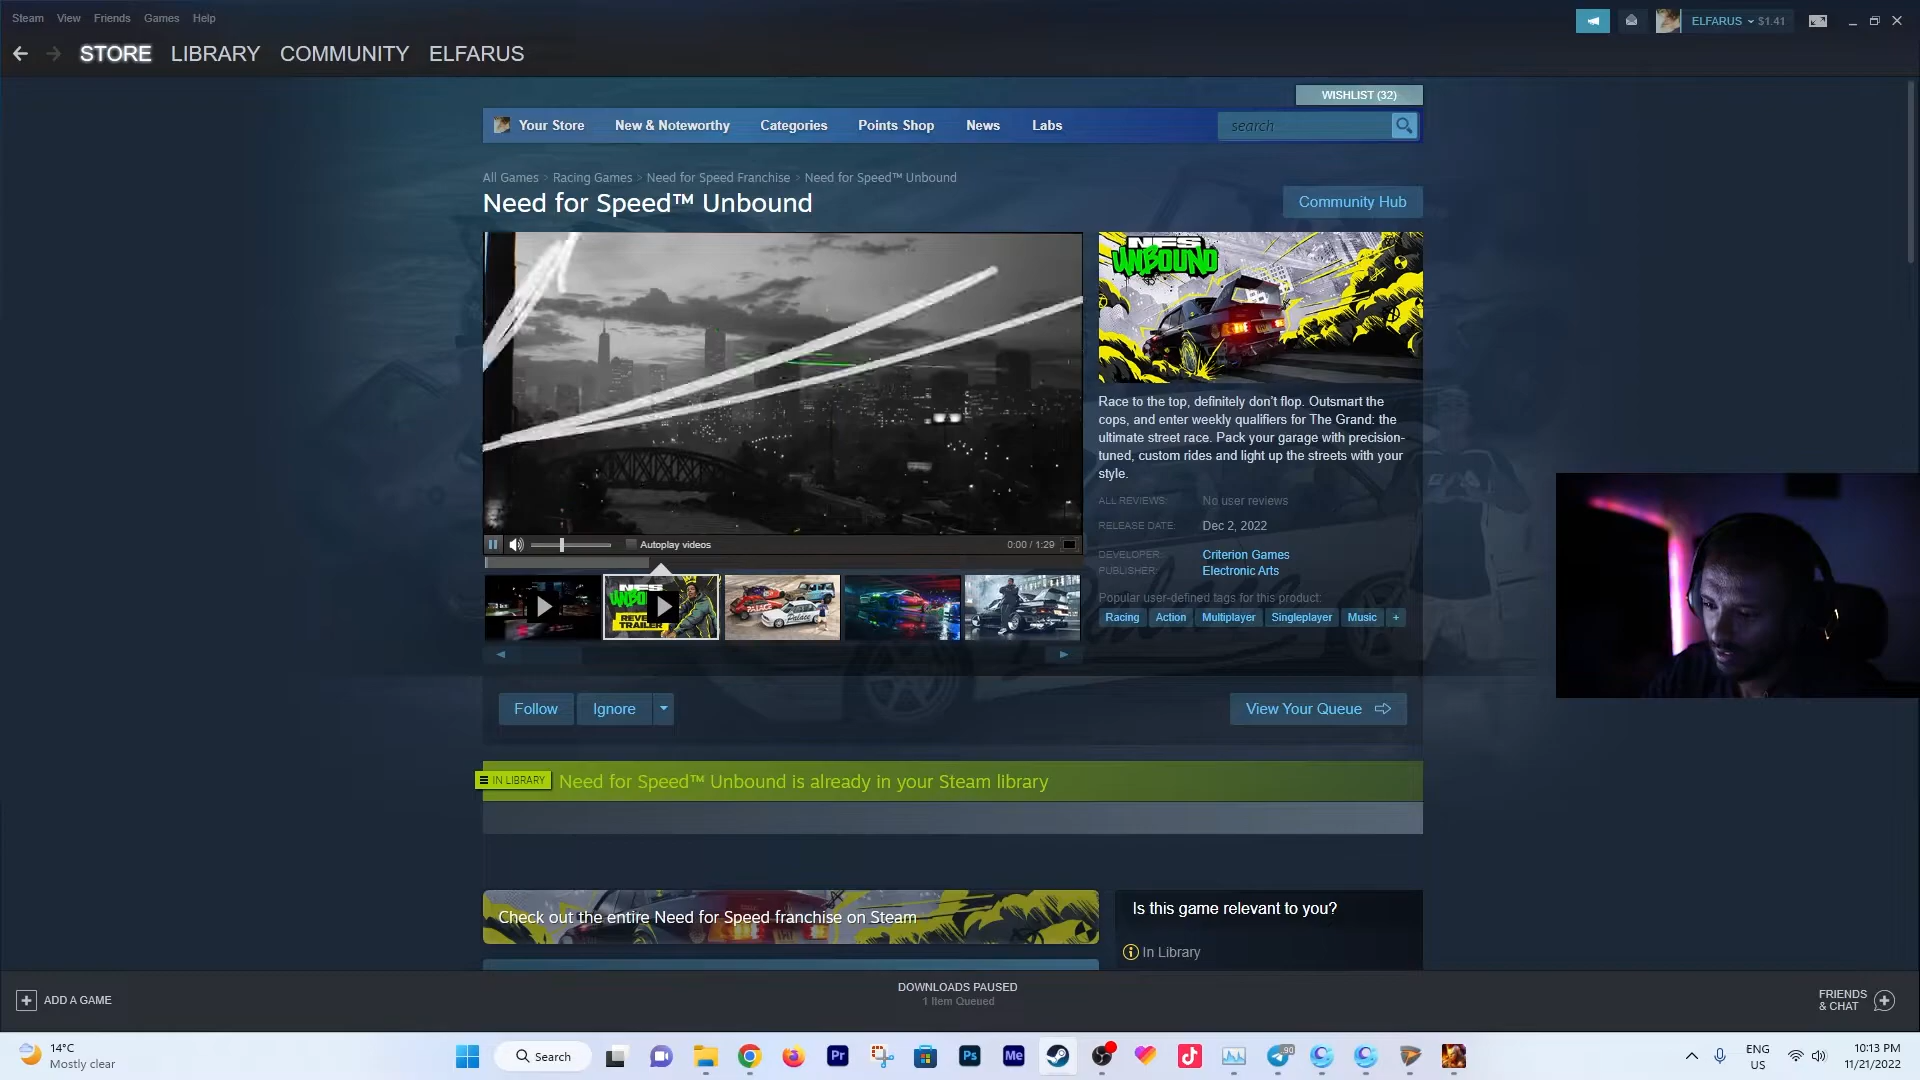 Steam View Friends Games Help
ELFARUS $1.41
STORE LIBRARY COMMUNITY ELFARUS
WISHLIST (32)
Your Store New & Noteworthy Categories Points Shop News Labs search
All Games > Racing Games > Need for Speed Franchise > Need for Speed™ Unbound
Need for Speed™ Unbound
Community Hub
NFS
UNBOUND
Race to the top, definitely don't flop. Outsmart the
cops, and enter weekly qualifiers for The Grand: the
ultimate street race. Pack your garage with precision-
tuned, custom rides and light up the streets with your
style.
ALL REVIEWS: No user reviews
RELEASE DATE: Dec 2, 2022
DEVELOPER: Criterion Games
PUBLISHER: Electronic Arts
Popular user-defined tags for this product:
Racing Action Multiplayer Singleplayer Music +
Autoplay videos 0:00 / 1:29
NFS
TRAILER
PALACE
Palace
Follow Ignore View Your Queue
IN LIBRARY Need for Speed™ Unbound is already in your Steam library
Check out the entire Need for Speed franchise on Steam
Is this game relevant to you?
In Library
ADD A GAME
DOWNLOADS PAUSED
1 Item Queued
FRIENDS
& CHAT
14°C
Mostly clear
Search
Pr
Ps
Me
90
ENG
US
10:13 PM
11/21/2022